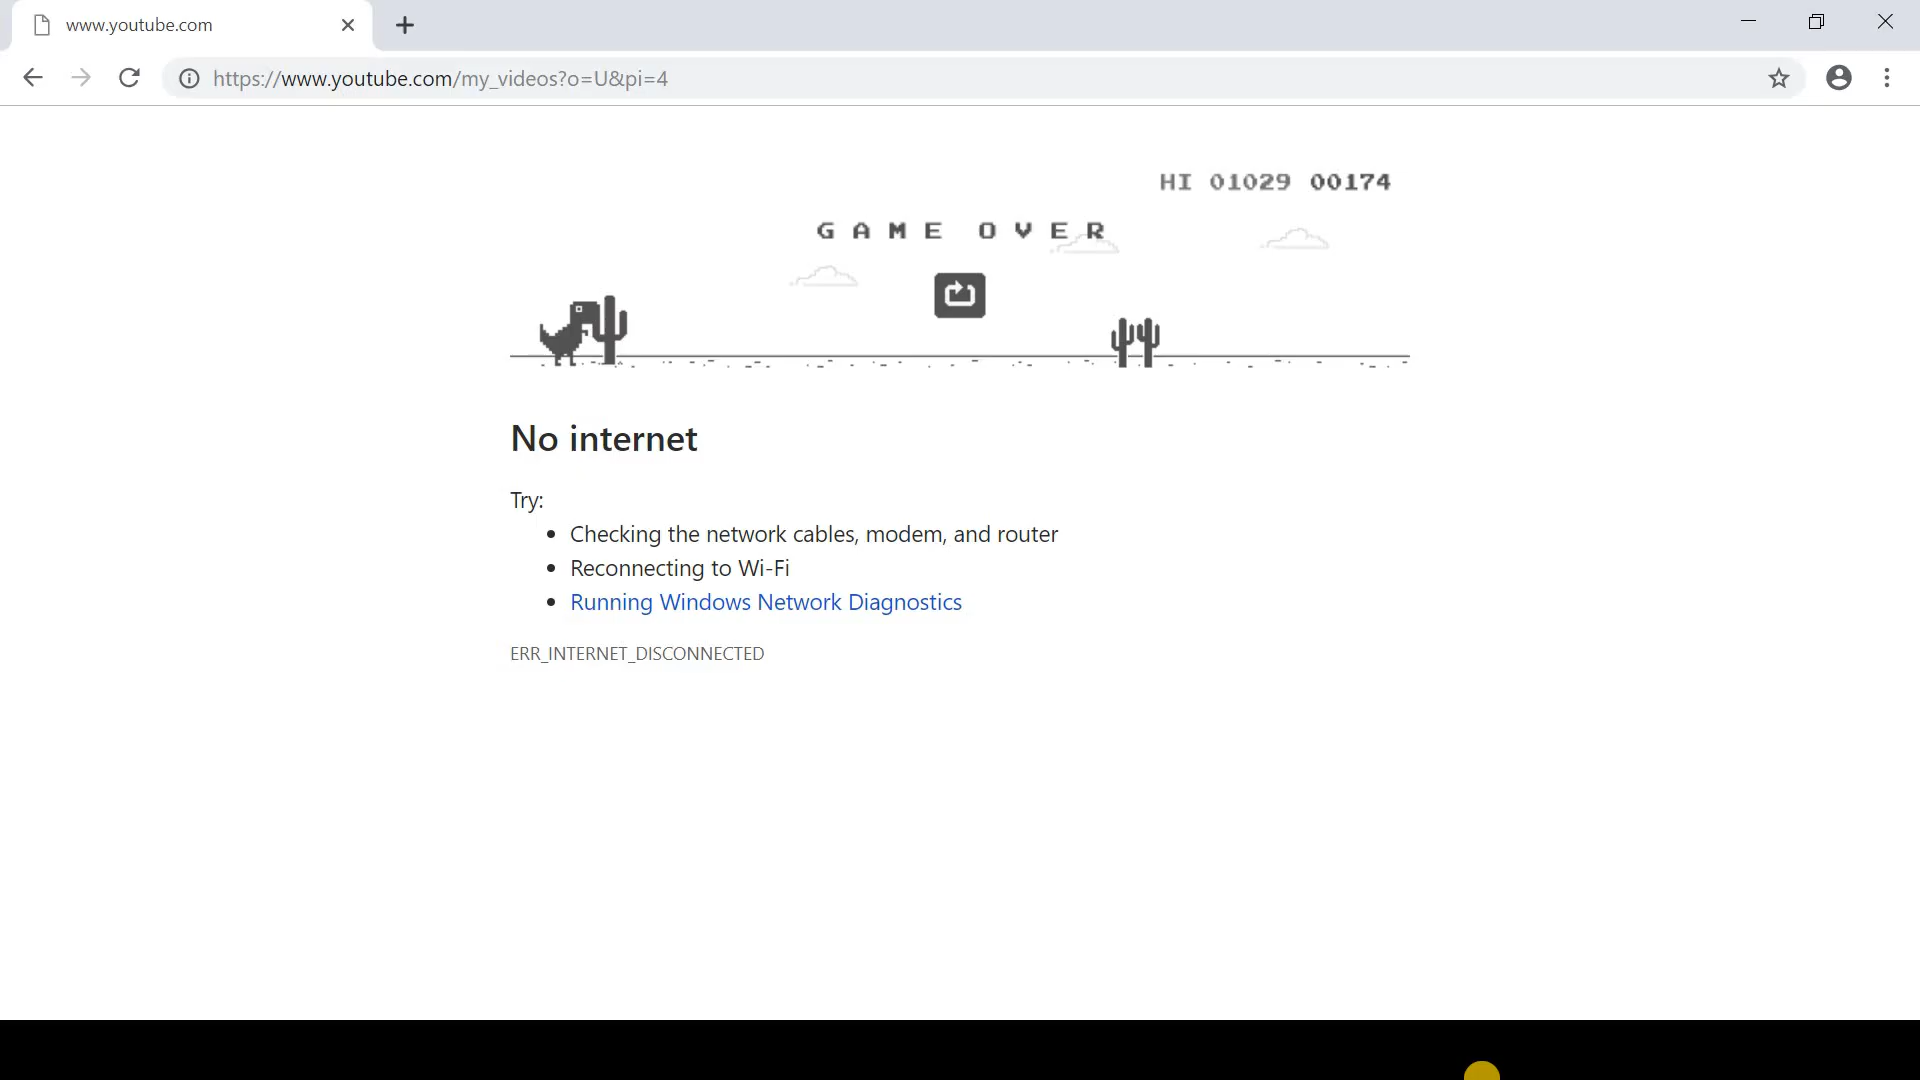 www.youtube.com
https://www.youtube.com/my_videos?o=U&pi=4
HI 01029 00174
GAME OVER
No internet
Try:
• Checking the network cables, modem, and router
• Reconnecting to Wi-Fi
• Running Windows Network Diagnostics
ERR_INTERNET_DISCONNECTED